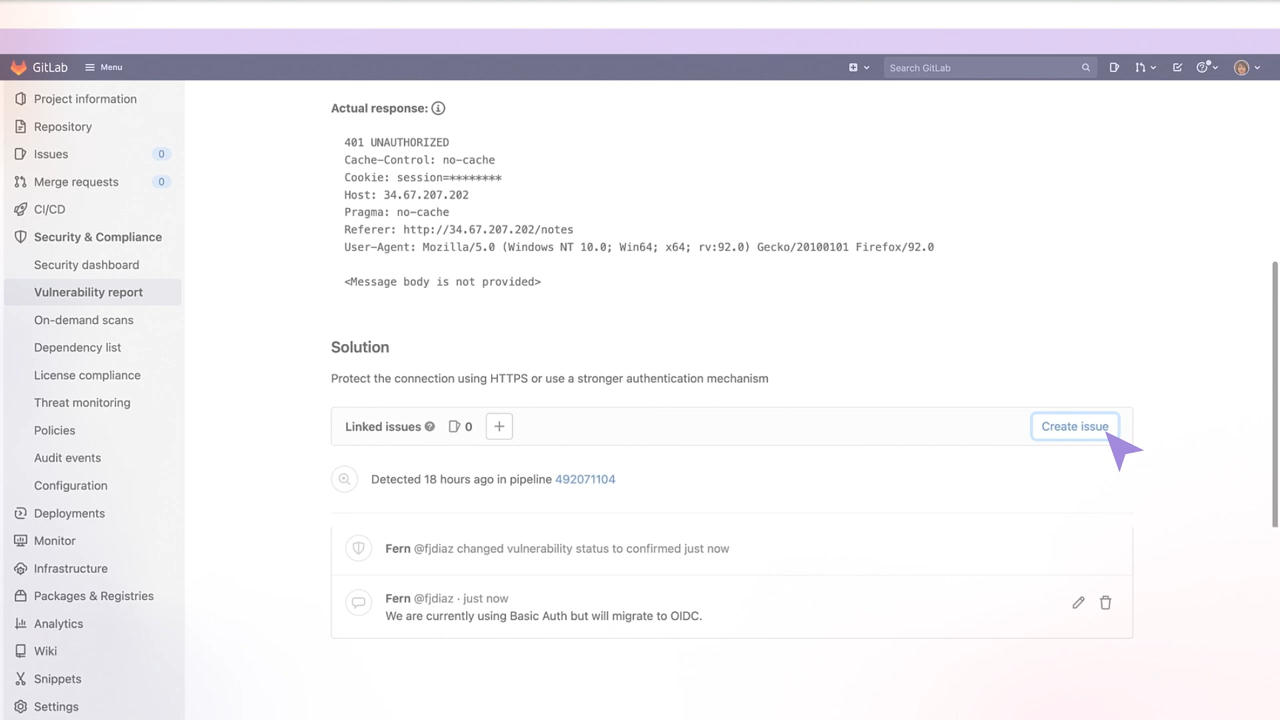 GitLab Menu Search GitLab
Project information
Repository
Issues 0
Merge requests 0
CI/CD
Security & Compliance
Security dashboard
Vulnerability report
On-demand scans
Dependency list
License compliance
Threat monitoring
Policies
Audit events
Configuration
Deployments
Monitor
Infrastructure
Packages & Registries
Analytics
Wiki
Snippets
Settings
Actual response:
401 UNAUTHORIZED
Cache-Control: no-cache
Cookie: session=********
Host: 34.67.207.202
Pragma: no-cache
Referer: http://34.67.207.202/notes
User-Agent: Mozilla/5.0 (Windows NT 10.0; Win64; x64; rv:92.0) Gecko/20100101 Firefox/92.0
<Message body is not provided>
Solution
Protect the connection using HTTPS or use a stronger authentication mechanism
Linked issues 0 + Create issue
Detected 18 hours ago in pipeline 492071104
Fern @fjdiaz changed vulnerability status to confirmed just now
Fern @fjdiaz · just now
We are currently using Basic Auth but will migrate to OIDC.